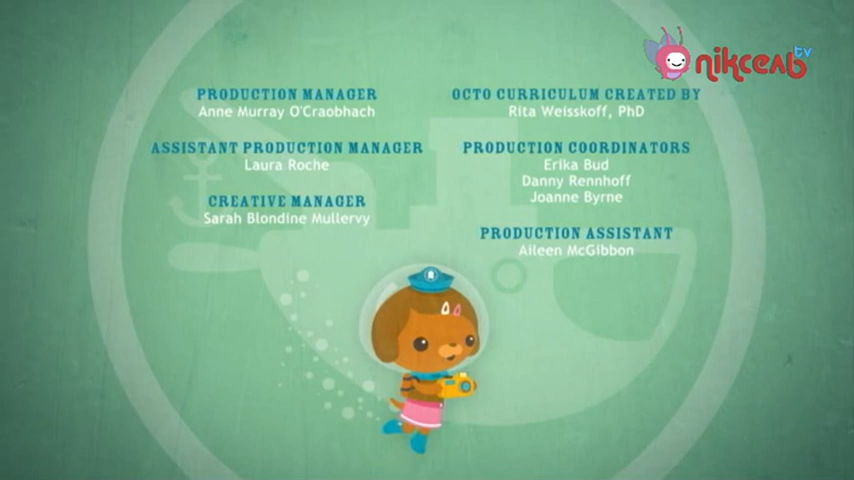 піксель tv
PRODUCTION MANAGER
Anne Murray O'Craobhach
ASSISTANT PRODUCTION MANAGER
Laura Roche
CREATIVE MANAGER
Sarah Blondine Mullervy
OCTO CURRICULUM CREATED BY
Rita Weisskoff, PhD
PRODUCTION COORDINATORS
Erika Bud
Danny Rennhoff
Joanne Byrne
PRODUCTION ASSISTANT
Aileen McGibbon